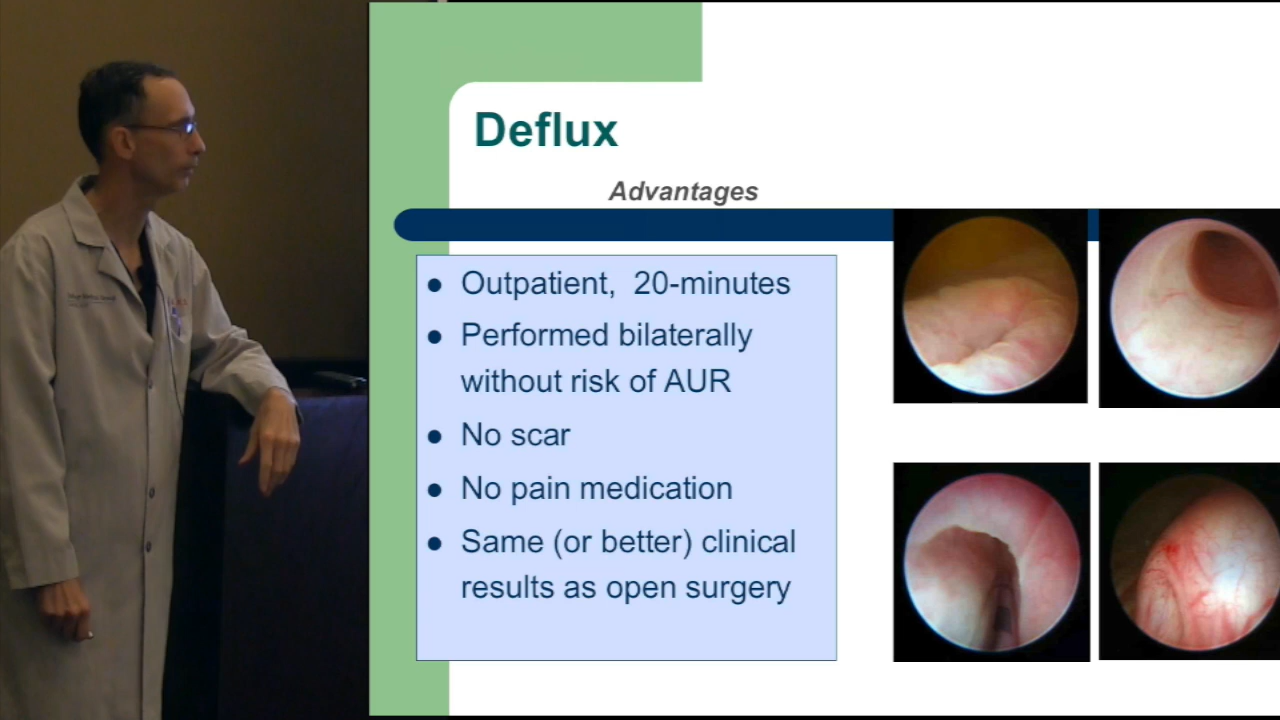 Deflux
Advantages
● Outpatient, 20-minutes
● Performed bilaterally
without risk of AUR
● No scar
● No pain medication
● Same (or better) clinical
results as open surgery